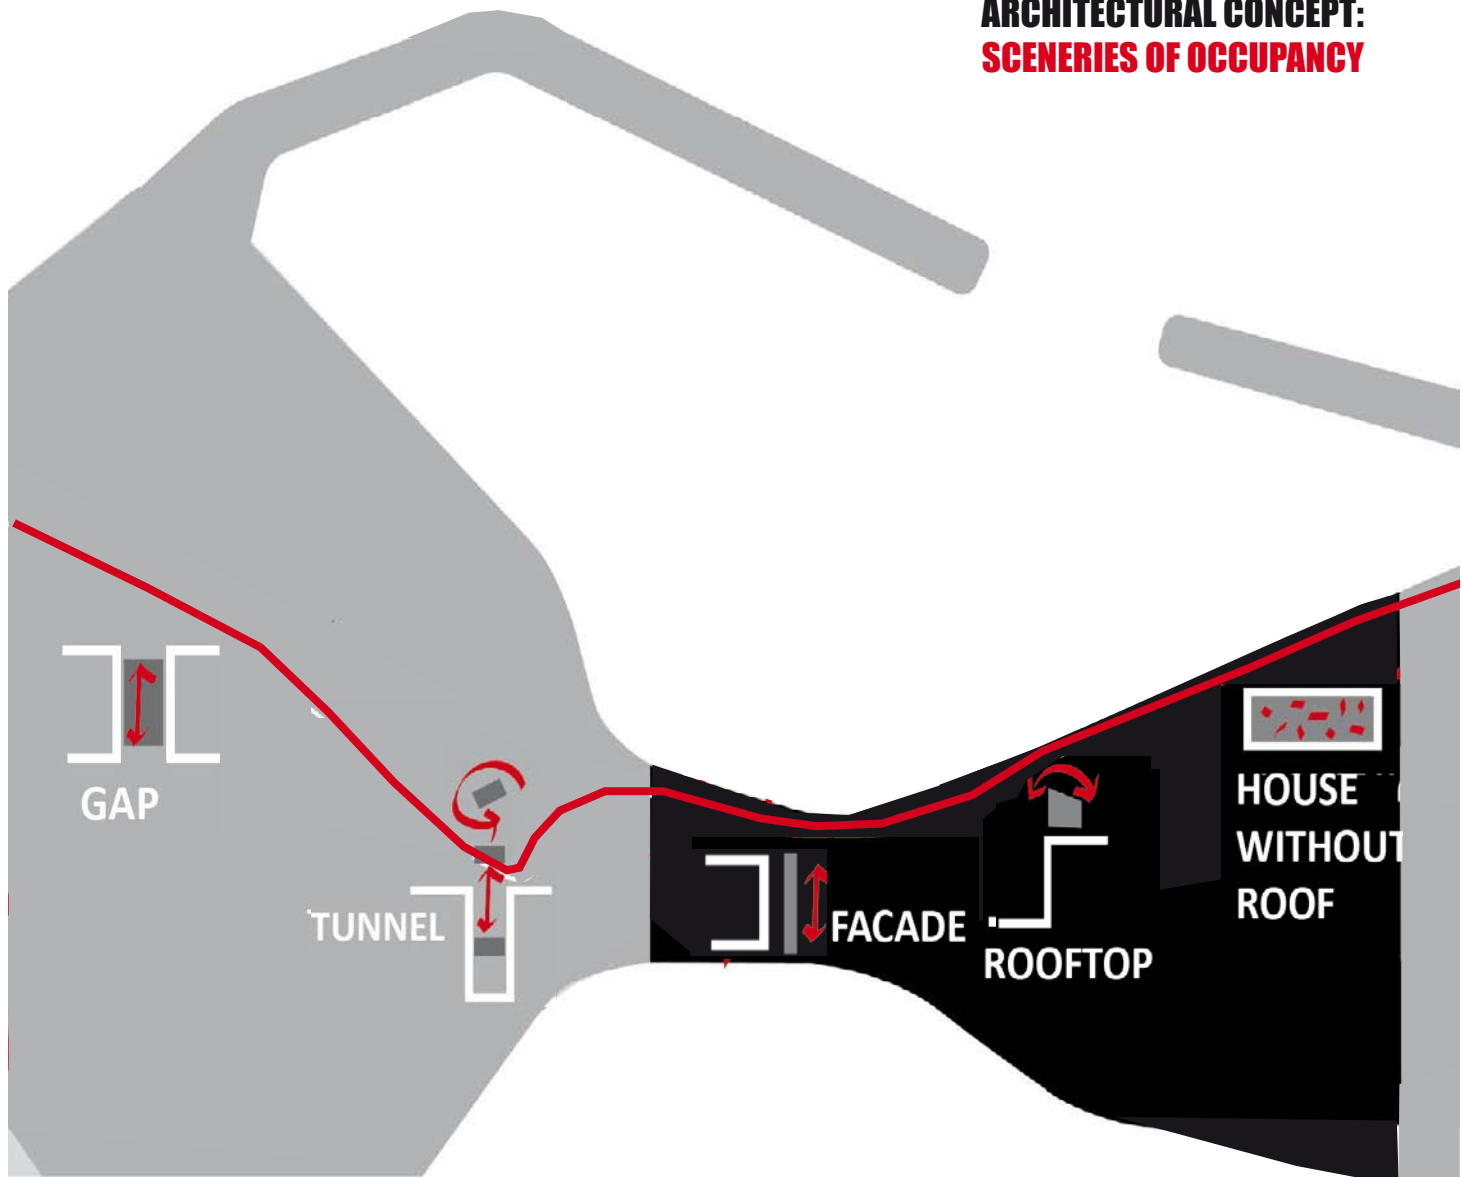 ARCHITECTURAL CONCEPT:
SCENERIES OF OCCUPANCY
GAP
TUNNEL
FACADE
ROOFTOP
HOUSE
WITHOUT
ROOF